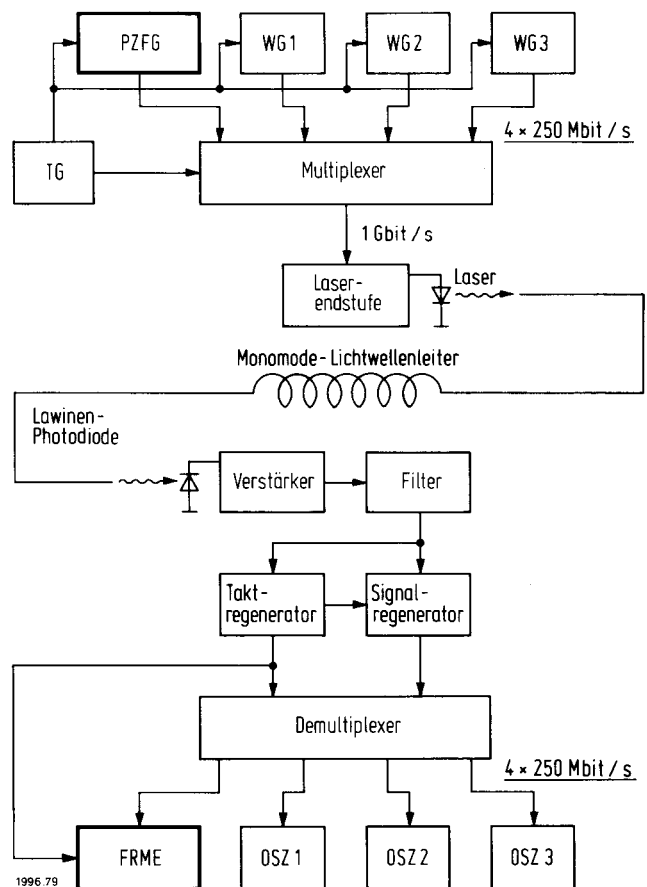 PZFG
WG1
WG2
WG3
4 × 250 Mbit / s
TG
Multiplexer
1 Gbit / s
Laser-
endstufe
Laser
Monomode-Lichtwellenleiter
Lawinen-
Photodiode
Verstärker
Filter
Takt-
regenerator
Signal-
regenerator
Demultiplexer
4 × 250 Mbit / s
FRME
OSZ 1
OSZ 2
OSZ 3
1996.79